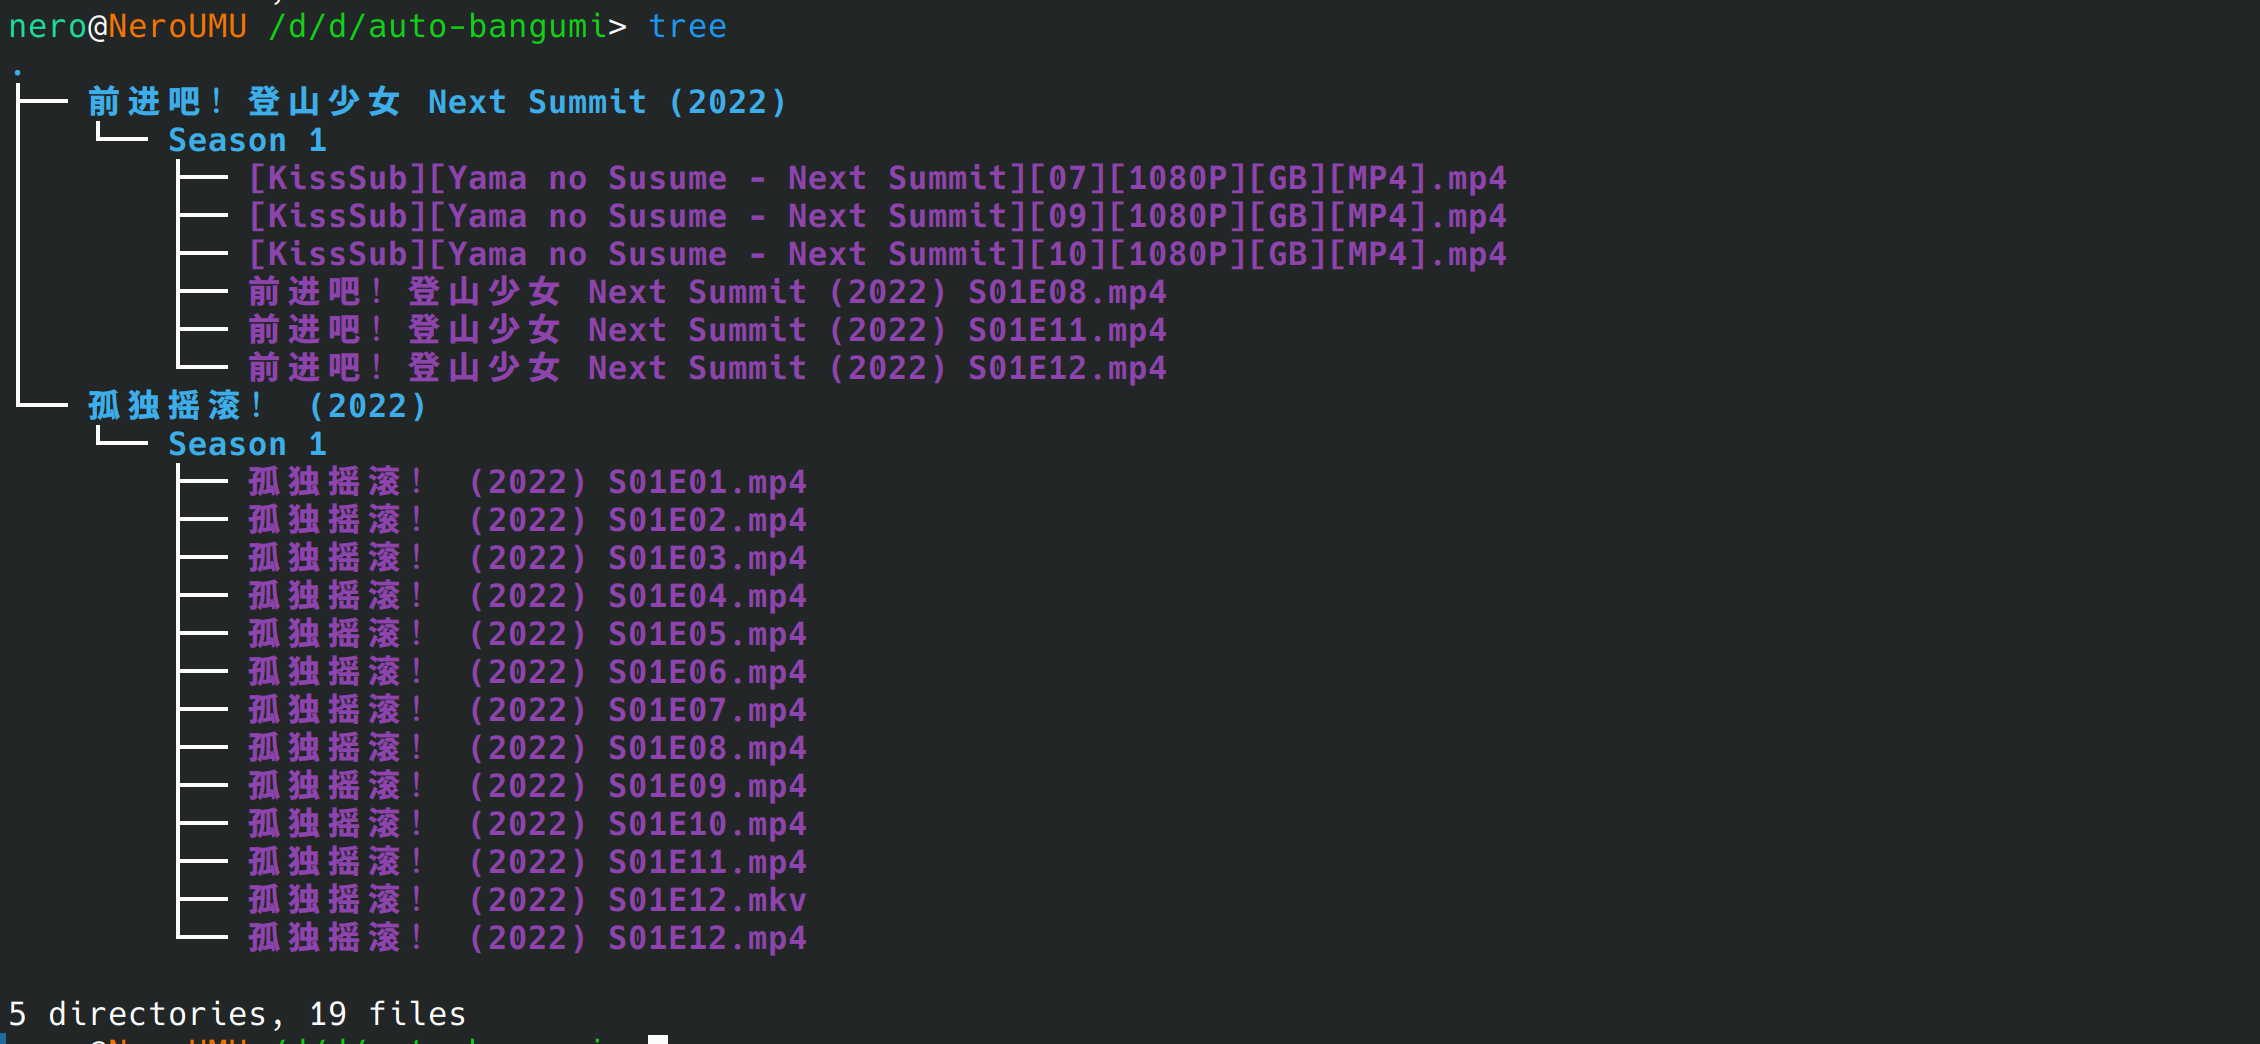 nero@NeroUMU /d/d/auto-bangumi> tree
.
├── 前进吧！登山少女 Next Summit (2022)
│   └── Season 1
│       ├── [KissSub][Yama no Susume - Next Summit][07][1080P][GB][MP4].mp4
│       ├── [KissSub][Yama no Susume - Next Summit][09][1080P][GB][MP4].mp4
│       ├── [KissSub][Yama no Susume - Next Summit][10][1080P][GB][MP4].mp4
│       ├── 前进吧！登山少女 Next Summit (2022) S01E08.mp4
│       ├── 前进吧！登山少女 Next Summit (2022) S01E11.mp4
│       └── 前进吧！登山少女 Next Summit (2022) S01E12.mp4
└── 孤独摇滚！ (2022)
    └── Season 1
        ├── 孤独摇滚！ (2022) S01E01.mp4
        ├── 孤独摇滚！ (2022) S01E02.mp4
        ├── 孤独摇滚！ (2022) S01E03.mp4
        ├── 孤独摇滚！ (2022) S01E04.mp4
        ├── 孤独摇滚！ (2022) S01E05.mp4
        ├── 孤独摇滚！ (2022) S01E06.mp4
        ├── 孤独摇滚！ (2022) S01E07.mp4
        ├── 孤独摇滚！ (2022) S01E08.mp4
        ├── 孤独摇滚！ (2022) S01E09.mp4
        ├── 孤独摇滚！ (2022) S01E10.mp4
        ├── 孤独摇滚！ (2022) S01E11.mp4
        ├── 孤独摇滚！ (2022) S01E12.mkv
        └── 孤独摇滚！ (2022) S01E12.mp4
5 directories, 19 files